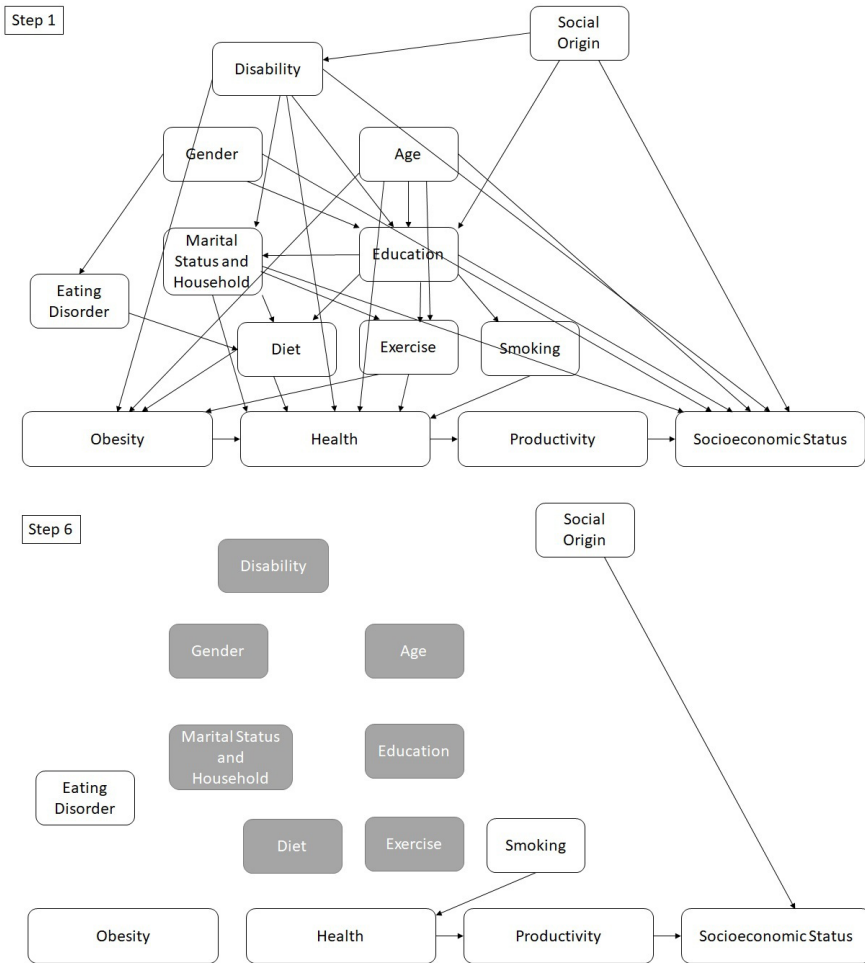 Step 1
Social
Origin
Disability
Gender
Age
Marital
Status and
Household
Education
Eating
Disorder
Diet
Exercise
Smoking
Obesity
Health
Productivity
Socioeconomic Status
Step 6
Social
Origin
Disability
Gender
Age
Marital Status
and
Household
Education
Eating
Disorder
Diet
Exercise
Smoking
Obesity
Health
Productivity
Socioeconomic Status